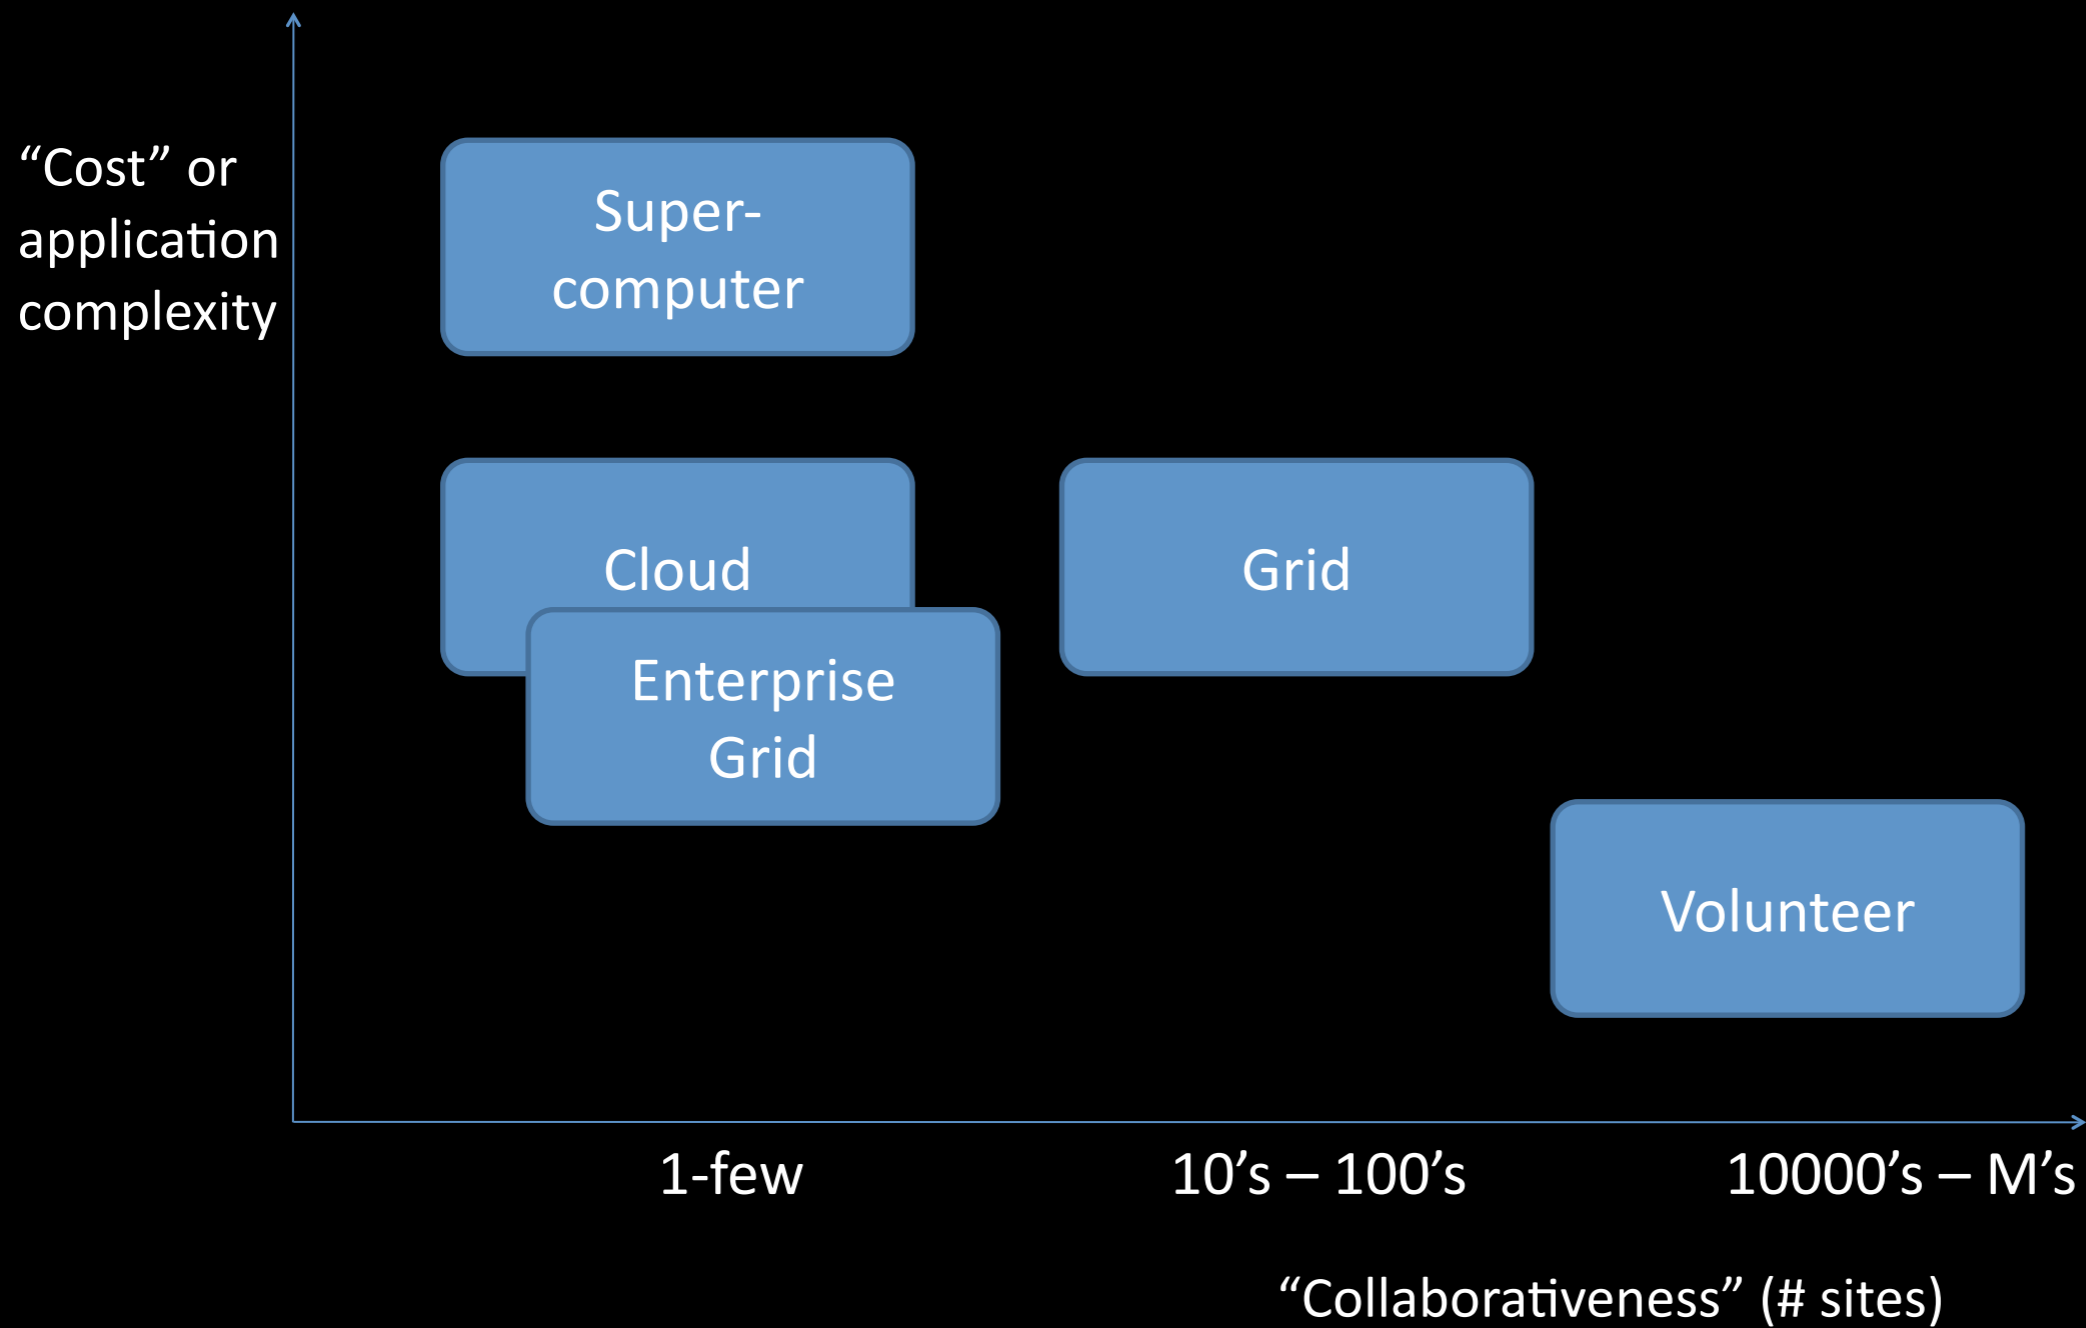 “Cost” or
application
complexity
Super-
computer
Cloud
Grid
Enterprise
Grid
Volunteer
1-few
10’s – 100’s
10000’s – M’s
“Collaborativeness” (# sites)